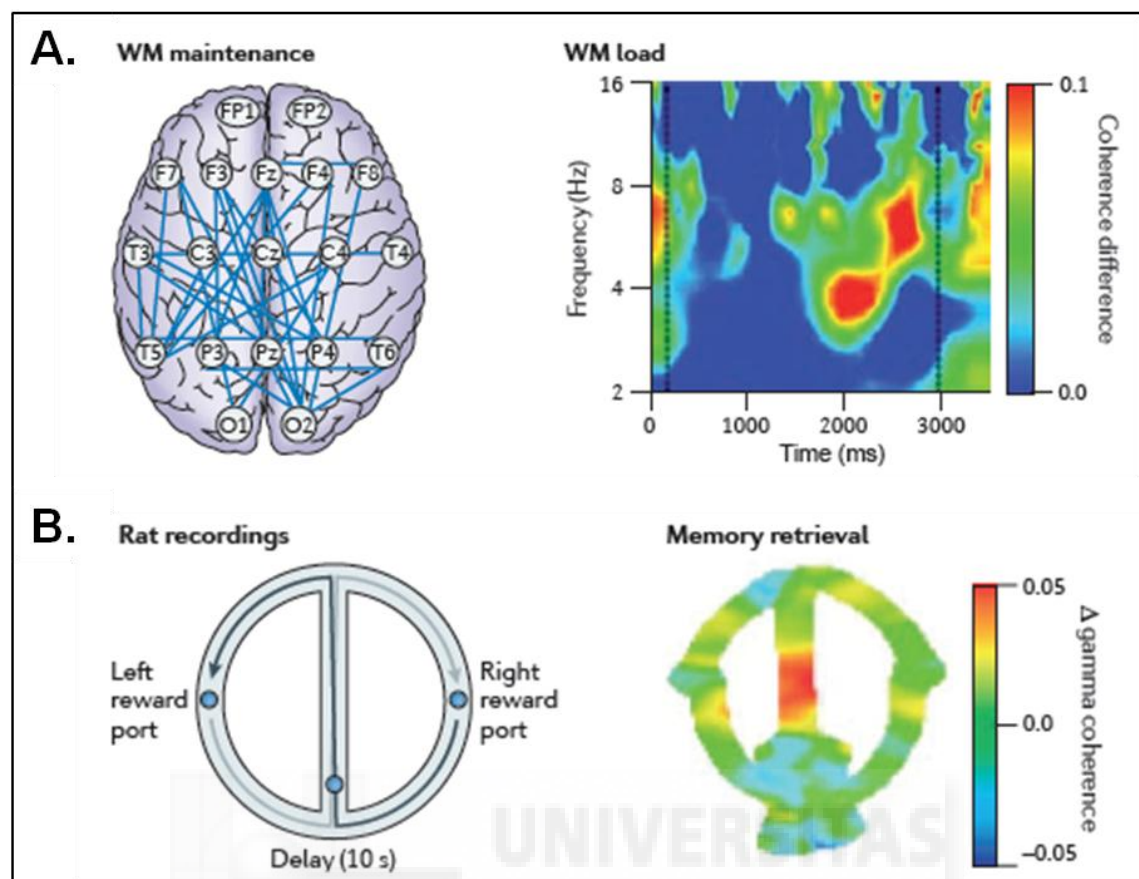 A.
WM maintenance
FP1 FP2
F7 F3 Fz F4 F8
T3 C3 Cz C4 T4
T5 P3 Pz P4 T6
O1 O2
WM load
16
8
4
2
Frequency (Hz)
0 1000 2000 3000
Time (ms)
0.1
0.0
Coherence difference
B.
Rat recordings
Left
reward
port
Right
reward
port
Delay (10 s)
Memory retrieval
0.05
0.0
–0.05
Δ gamma coherence
UNIVERSITAS